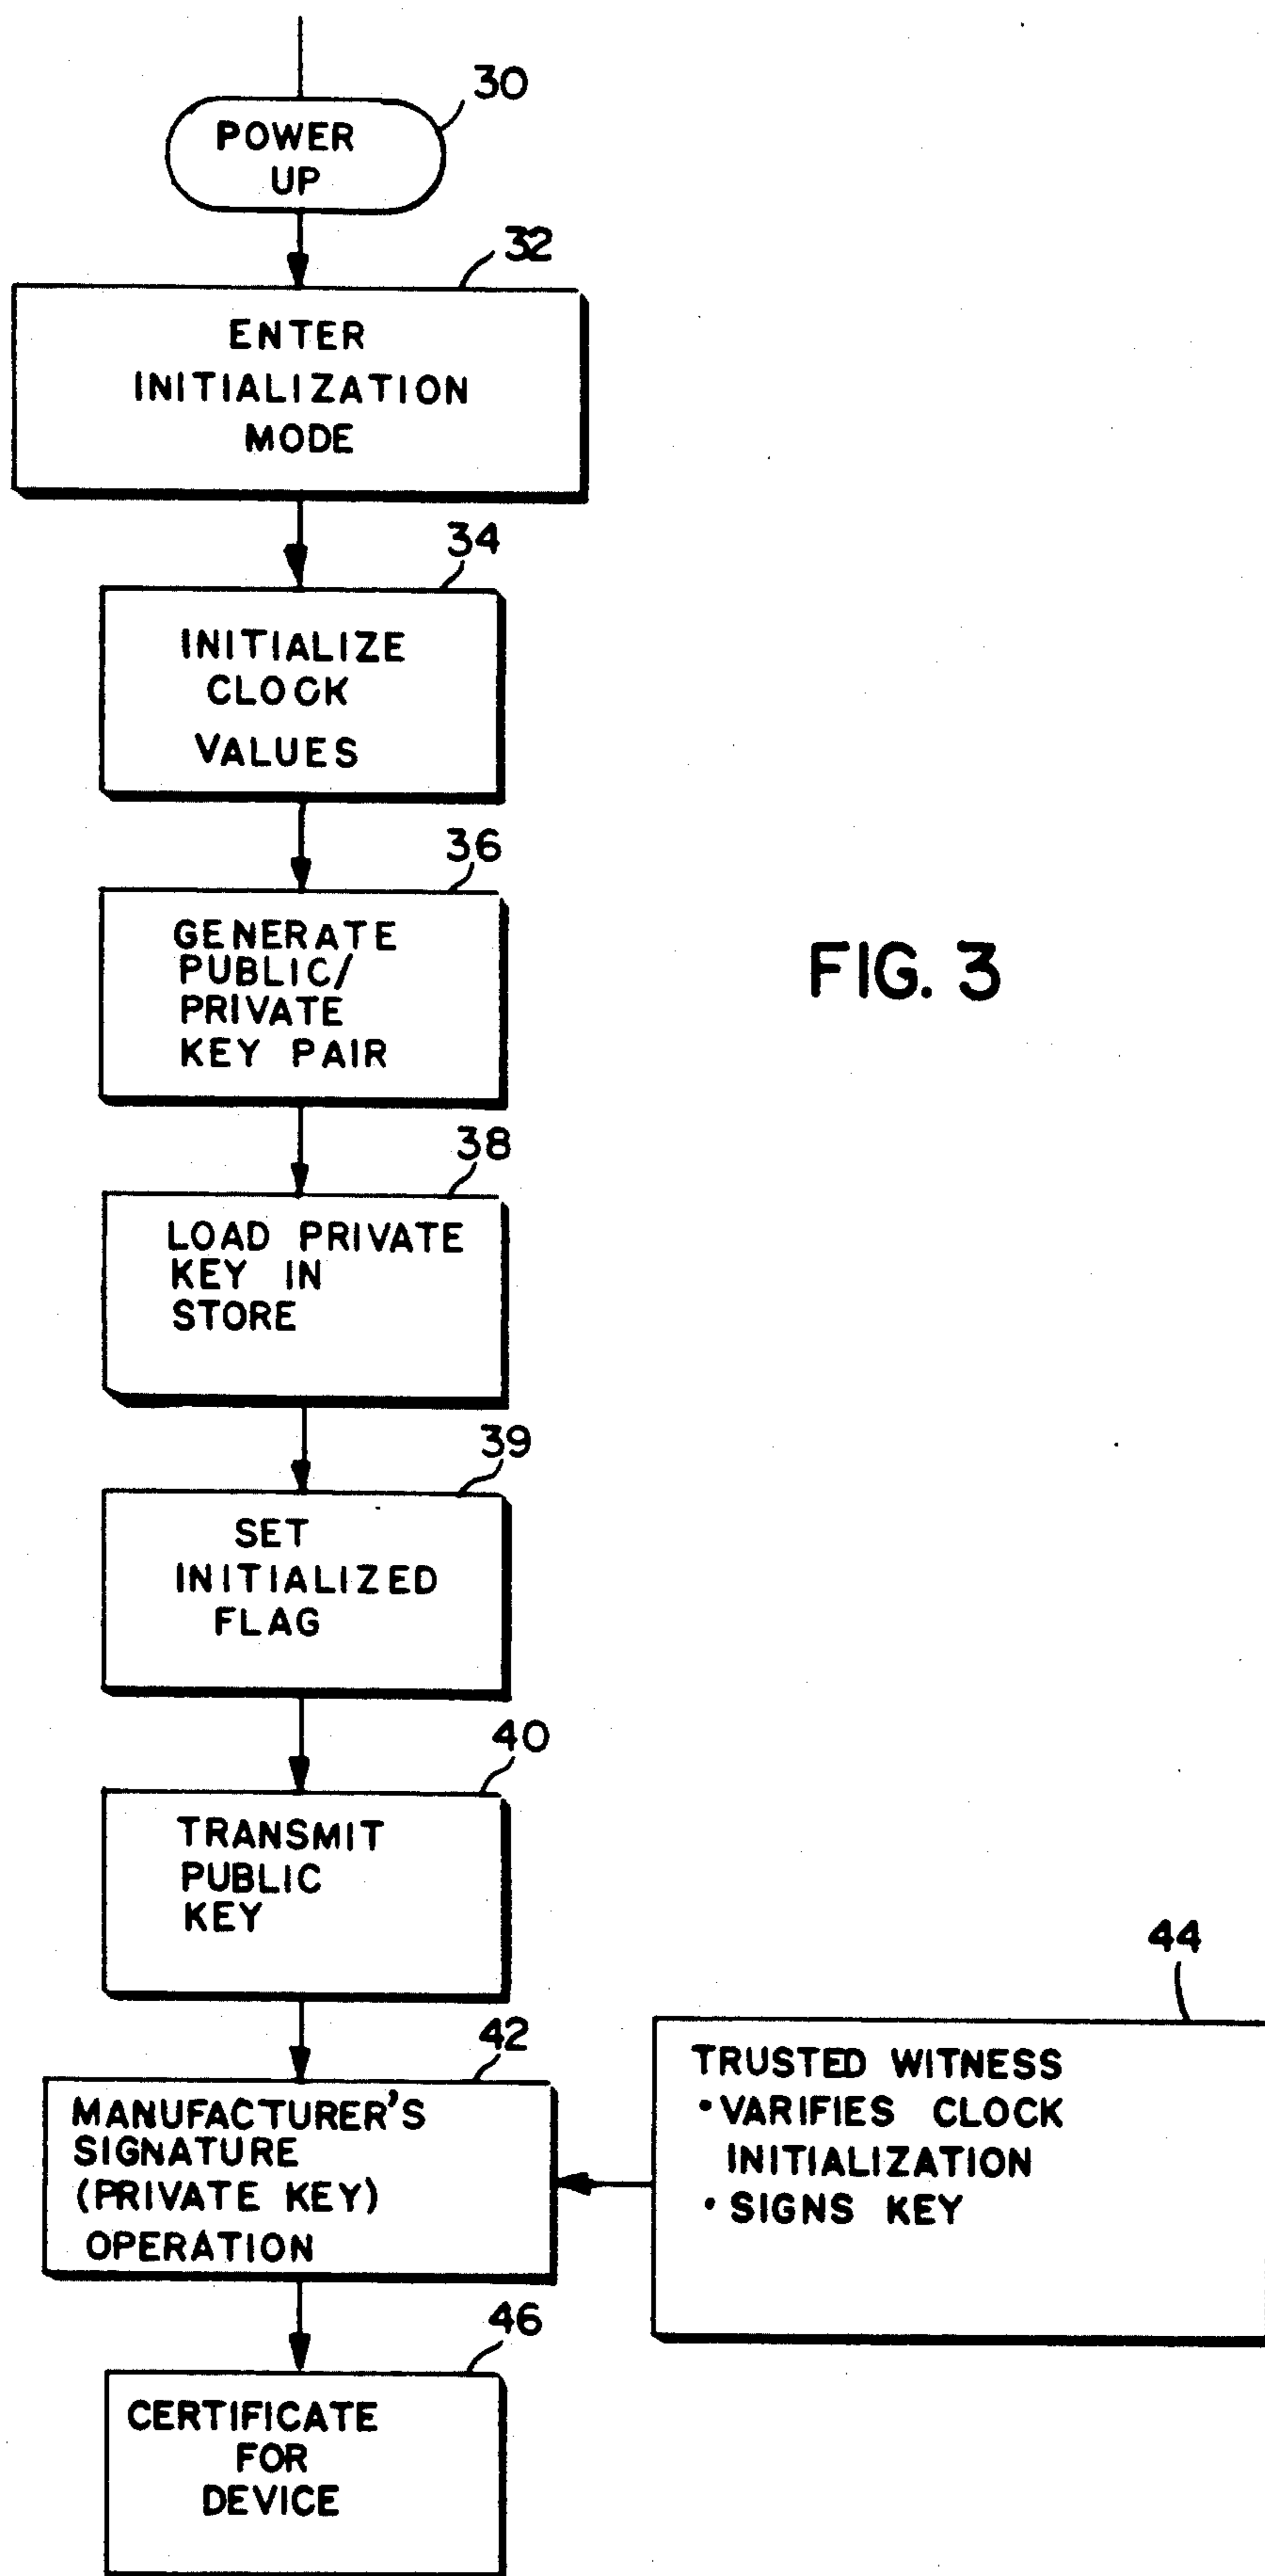 30
POWER
UP
32
ENTER
INITIALIZATION
MODE
34
INITIALIZE
CLOCK
VALUES
36
GENERATE
PUBLIC/
PRIVATE
KEY PAIR
FIG. 3
38
LOAD PRIVATE
KEY IN
STORE
39
SET
INITIALIZED
FLAG
40
TRANSMIT
PUBLIC
KEY
42
MANUFACTURER'S
SIGNATURE
(PRIVATE KEY)
OPERATION
44
TRUSTED WITNESS
• VARIFIES CLOCK
INITIALIZATION
• SIGNS KEY
46
CERTIFICATE
FOR
DEVICE